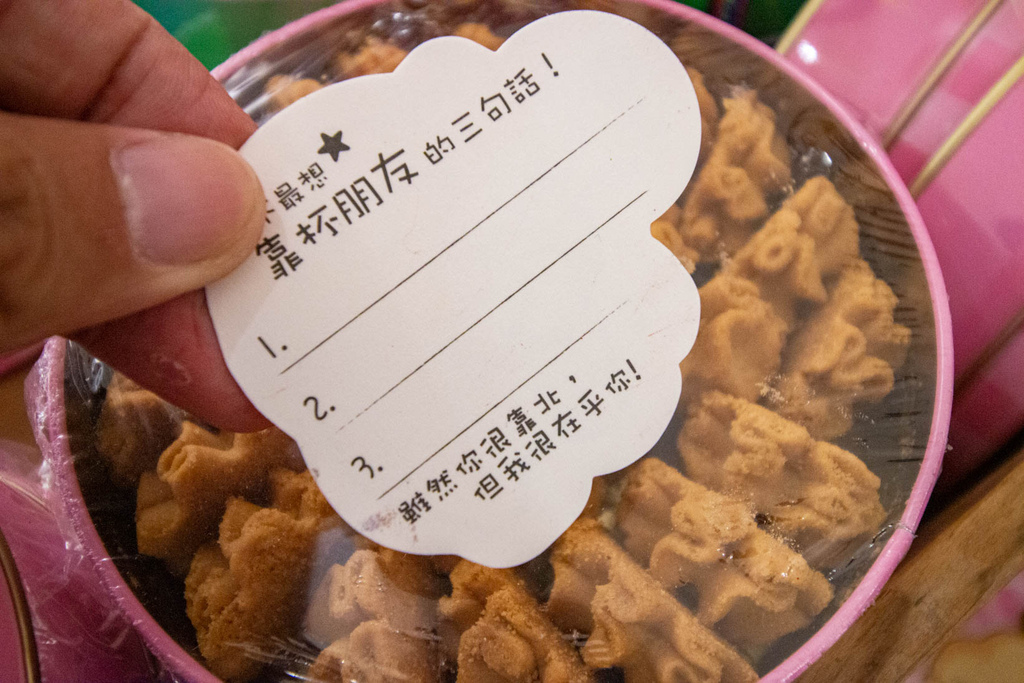 最想
靠杯朋友的三句話！
1.
2.
3.
雖然你很靠北，
但我很在乎你！